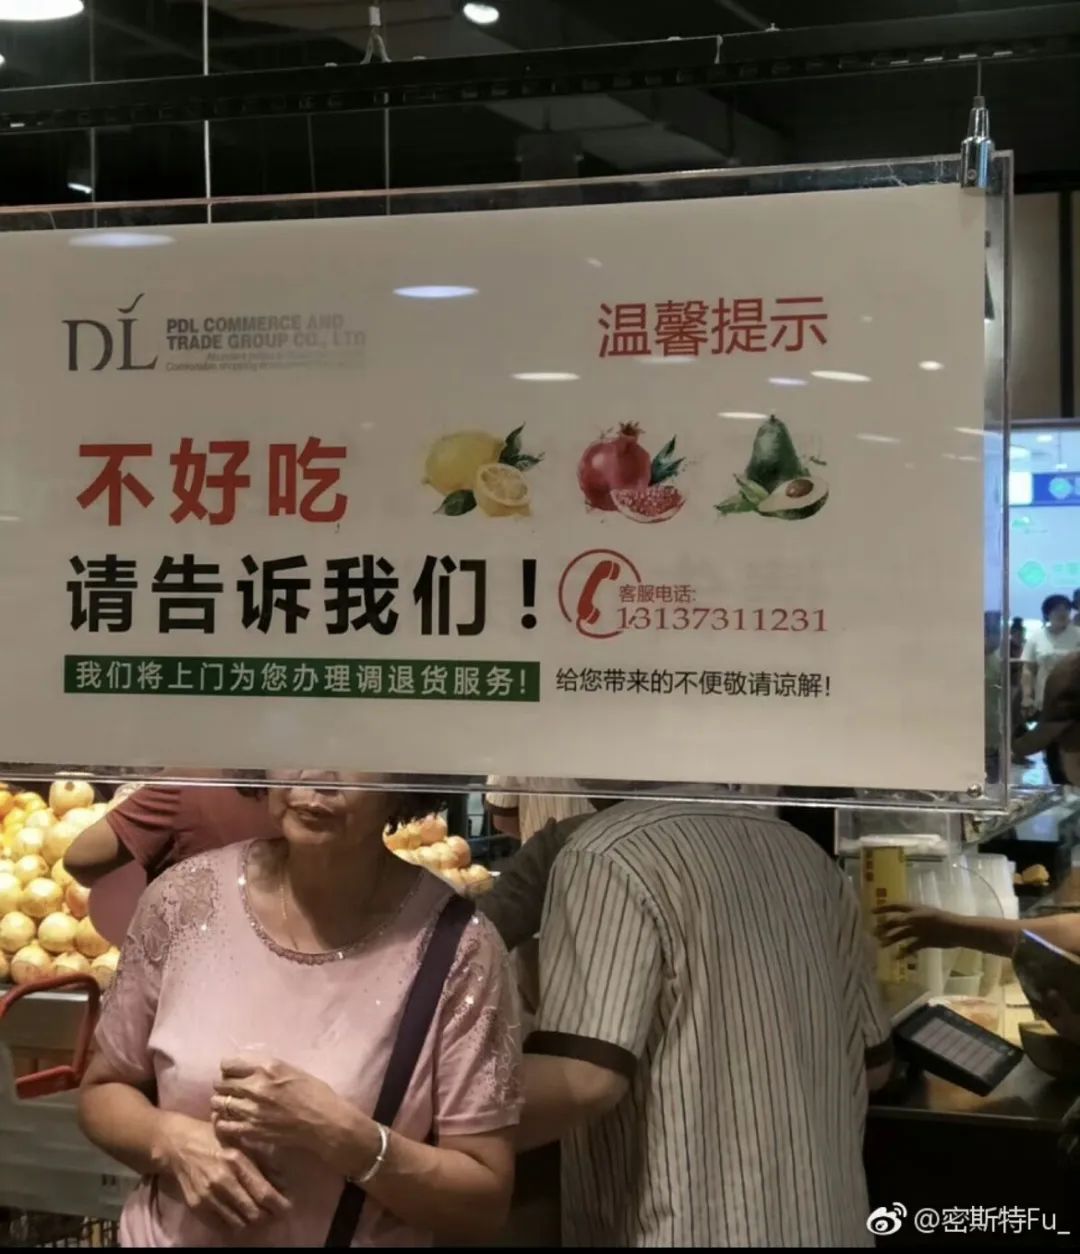 DL
PDL COMMERCE AND
TRADE GROUP CO., LTD
温馨提示
不好吃
请告诉我们！
客服电话:
13137311231
我们将上门为您办理调退货服务！
给您带来的不便敬请谅解！
@密斯特Fu_